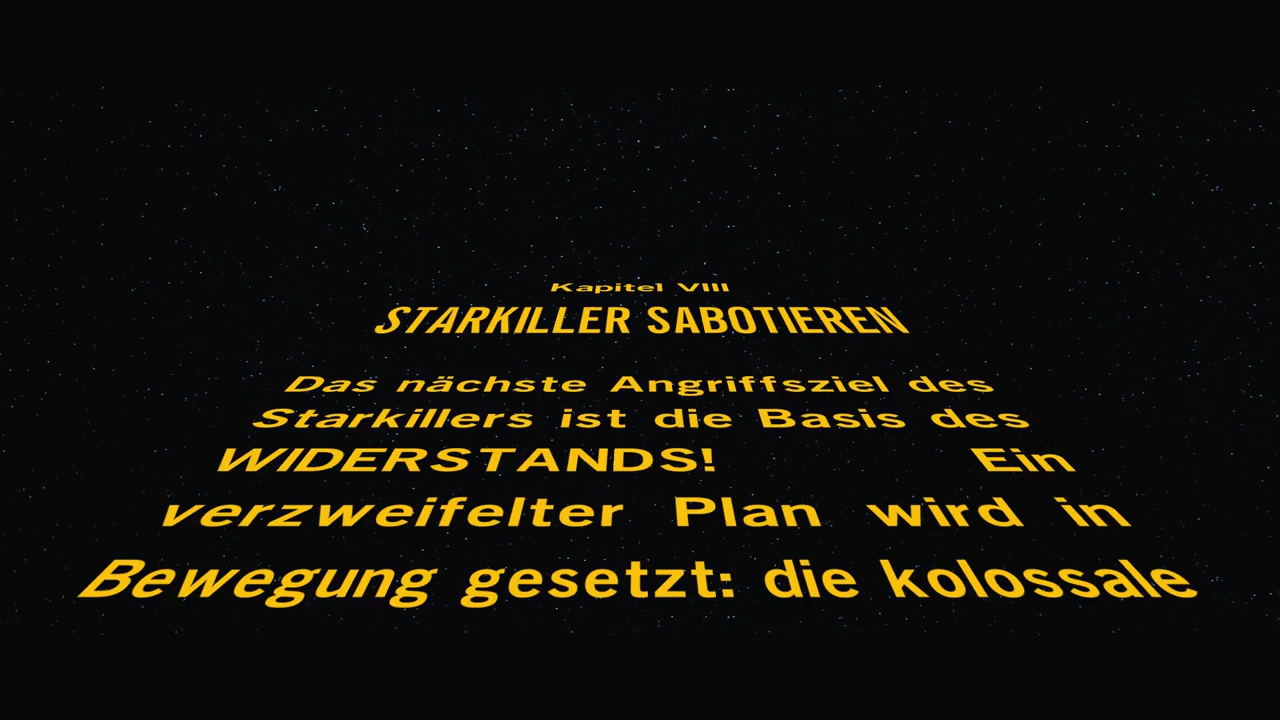 Kapitel VIII
STARKILLER SABOTIEREN
Das nächste Angriffsziel des
Starkillers ist die Basis des
WIDERSTANDS! Ein
verzweifelter Plan wird in
Bewegung gesetzt: die kolossale